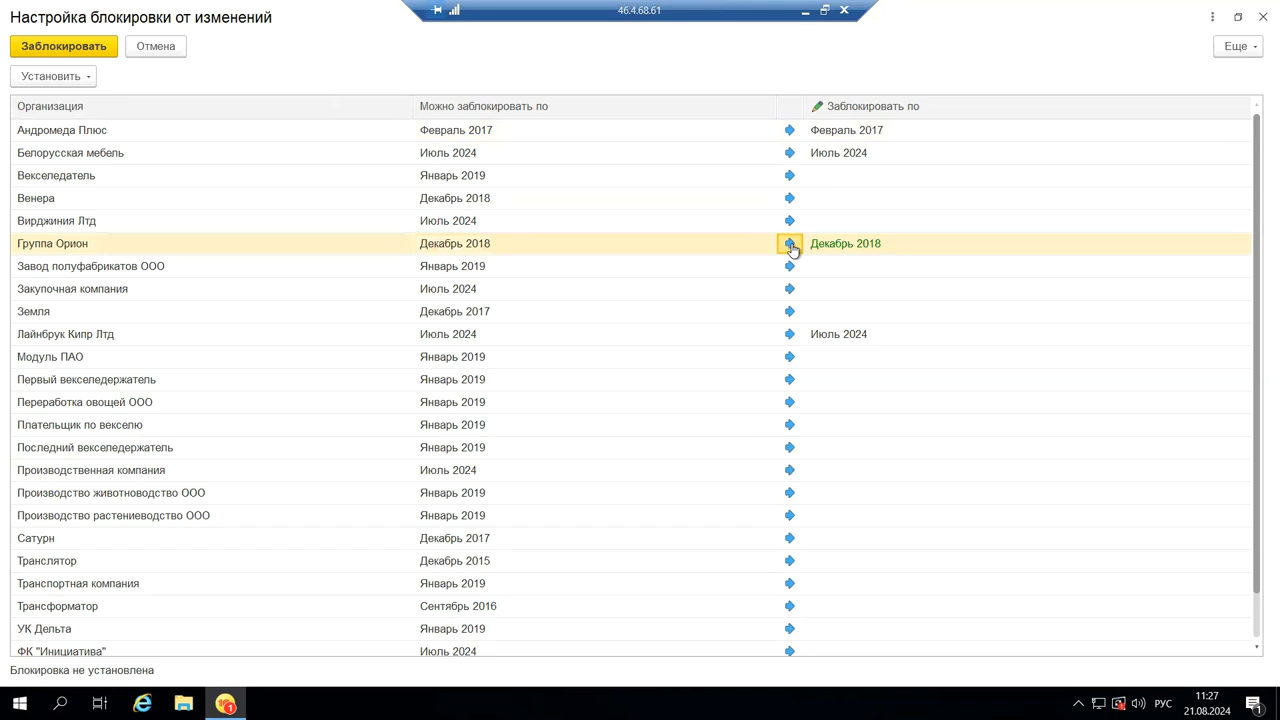 46.4.68.61
Настройка блокировки от изменений
Заблокировать Отмена Еще
Установить
Организация Можно заблокировать по Заблокировать по
Андромеда Плюс Февраль 2017 Февраль 2017
Белорусская мебель Июль 2024 Июль 2024
Векселедатель Январь 2019
Венера Декабрь 2018
Вирджиния Лтд Июль 2024
Группа Орион Декабрь 2018 Декабрь 2018
Завод полуфабрикатов ООО Январь 2019
Закупочная компания Июль 2024
Земля Декабрь 2017
Лайнбрук Кипр Лтд Июль 2024 Июль 2024
Модуль ПАО Январь 2019
Первый векселедержатель Январь 2019
Переработка овощей ООО Январь 2019
Плательщик по векселю Январь 2019
Последний векселедержатель Январь 2019
Производственная компания Июль 2024
Производство животноводство ООО Январь 2019
Производство растениеводство ООО Январь 2019
Сатурн Декабрь 2017
Транслятор Декабрь 2015
Транспортная компания Январь 2019
Трансформатор Сентябрь 2016
УК Дельта Январь 2019
ФК "Инициатива" Июль 2024
Блокировка не установлена
РУС 11:27
21.08.2024
1
1